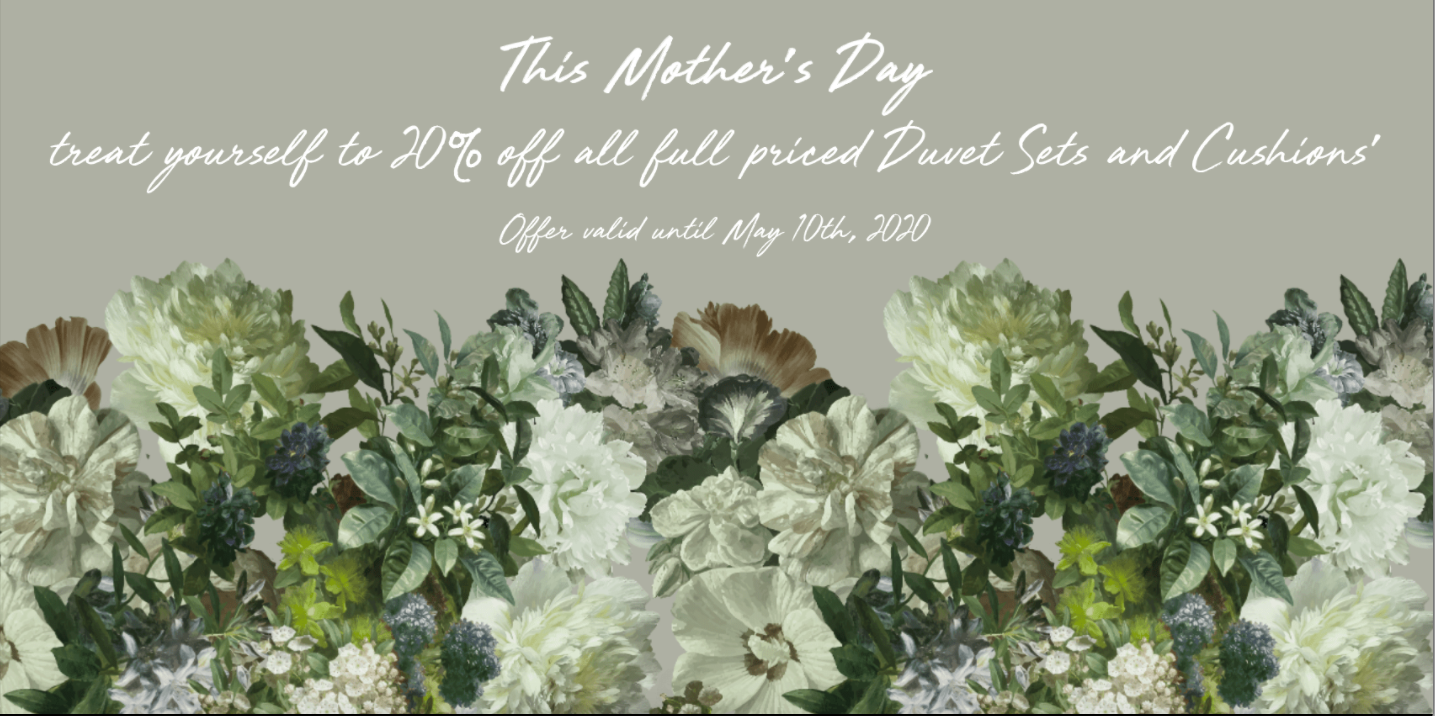 This Mother's Day
treat yourself to 20% off all full priced Duvet Sets and Cushions'
Offer valid until May 10th, 2020